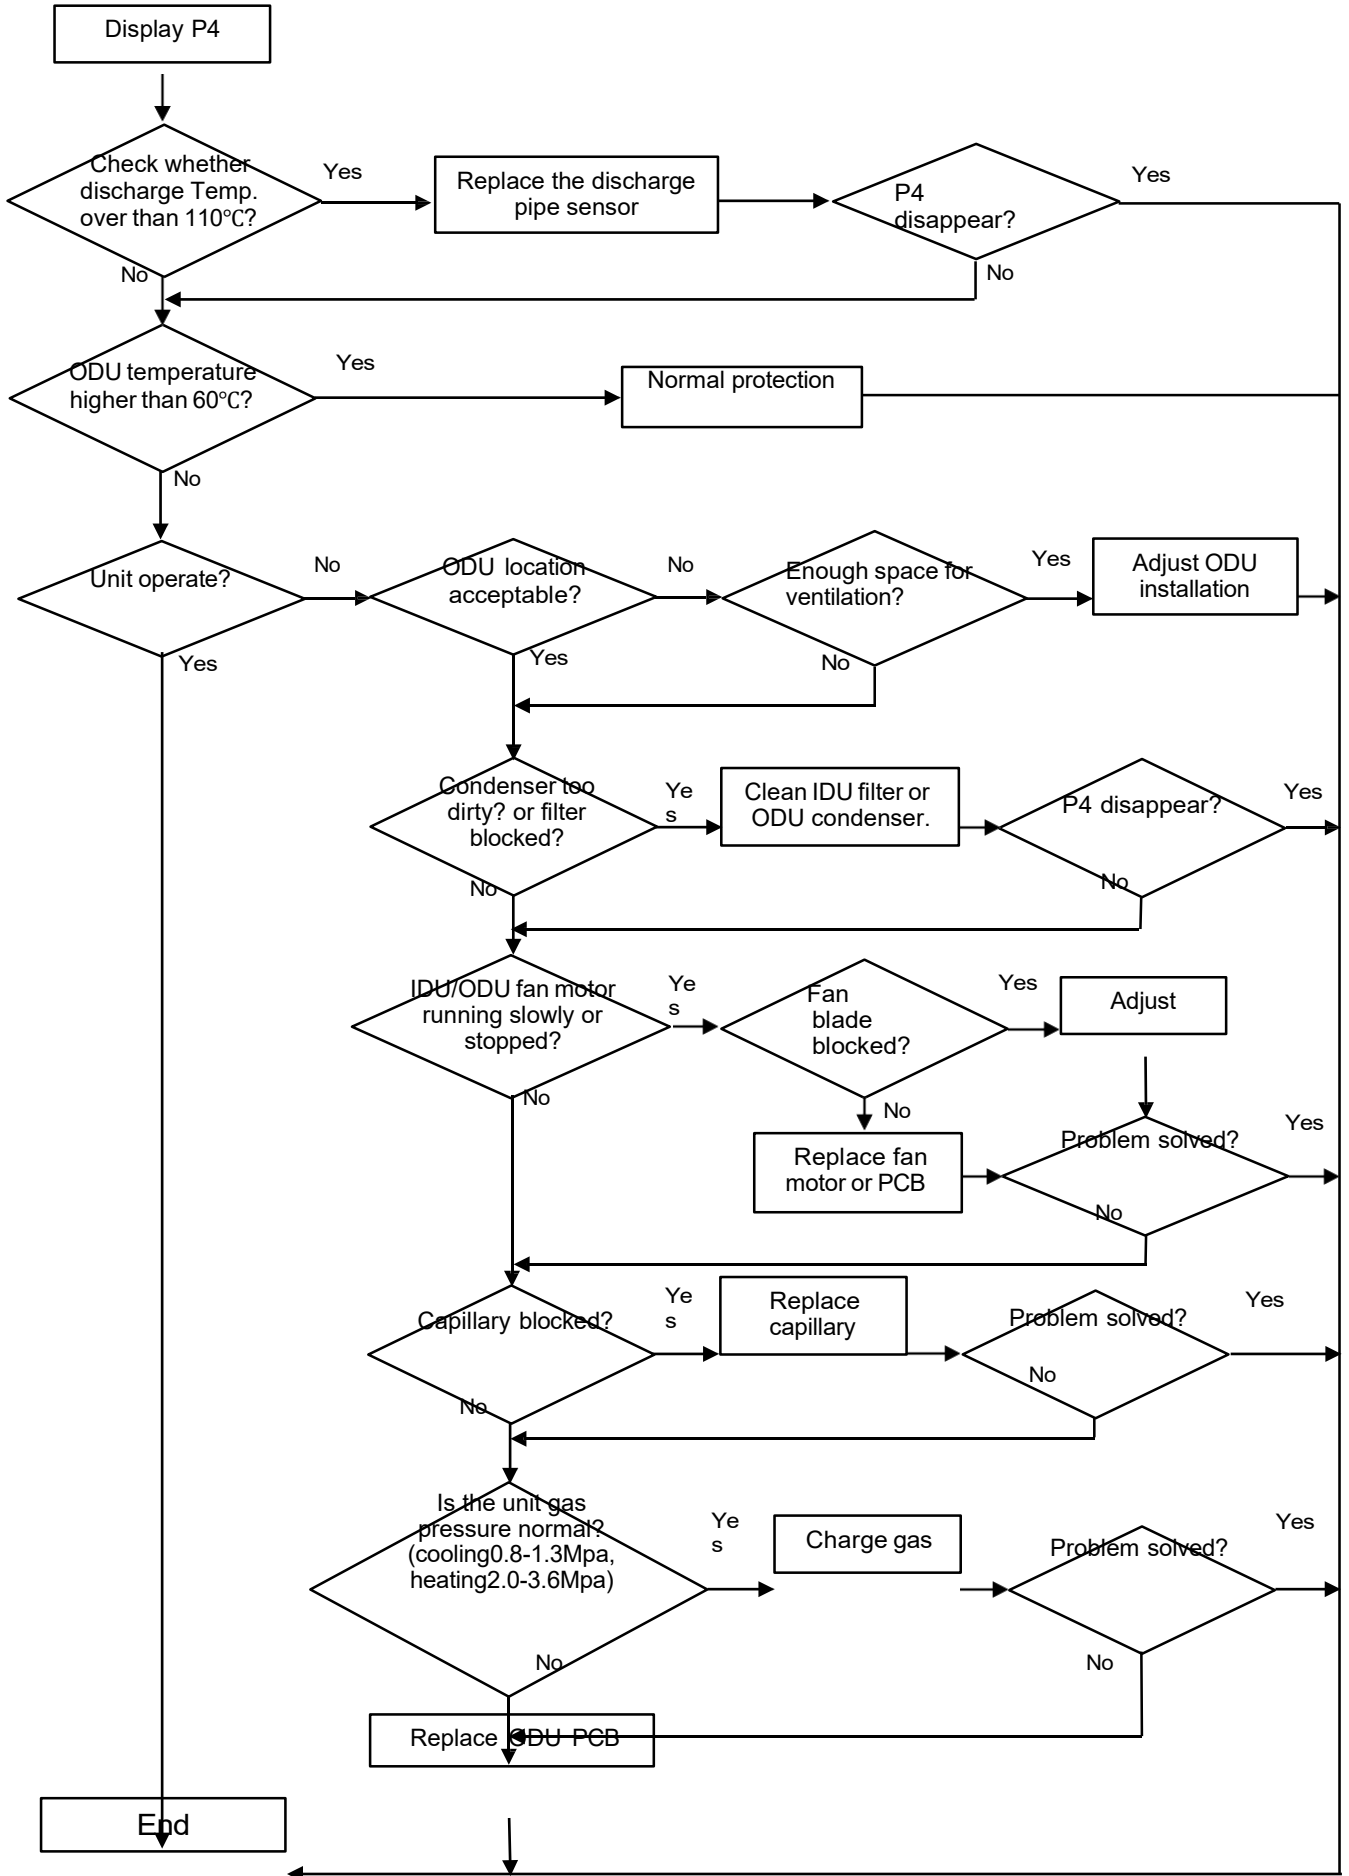 Display P4
Check whether
discharge Temp.
over than 110℃?
Yes
Replace the discharge
pipe sensor
P4
disappear?
Yes
No
No
ODU temperature
higher than 60℃?
Yes
Normal protection
No
Unit operate?
No
ODU location
acceptable?
No
Enough space for
ventilation?
Yes
Adjust ODU
installation
Yes
Yes
No
Condenser too
dirty? or filter
blocked?
Ye
s
Clean IDU filter or
ODU condenser.
P4 disappear?
Yes
No
No
IDU/ODU fan motor
running slowly or
stopped?
Ye
s
Fan
blade
blocked?
Yes
Adjust
No
No
Replace fan
motor or PCB
Problem solved?
Yes
No
Capillary blocked?
Ye
s
Replace
capillary
Problem solved?
Yes
No
No
Is the unit gas
pressure normal?
(cooling0.8-1.3Mpa,
heating2.0-3.6Mpa)
Ye
s
Charge gas
Problem solved?
Yes
No
No
Replace ODU PCB
End